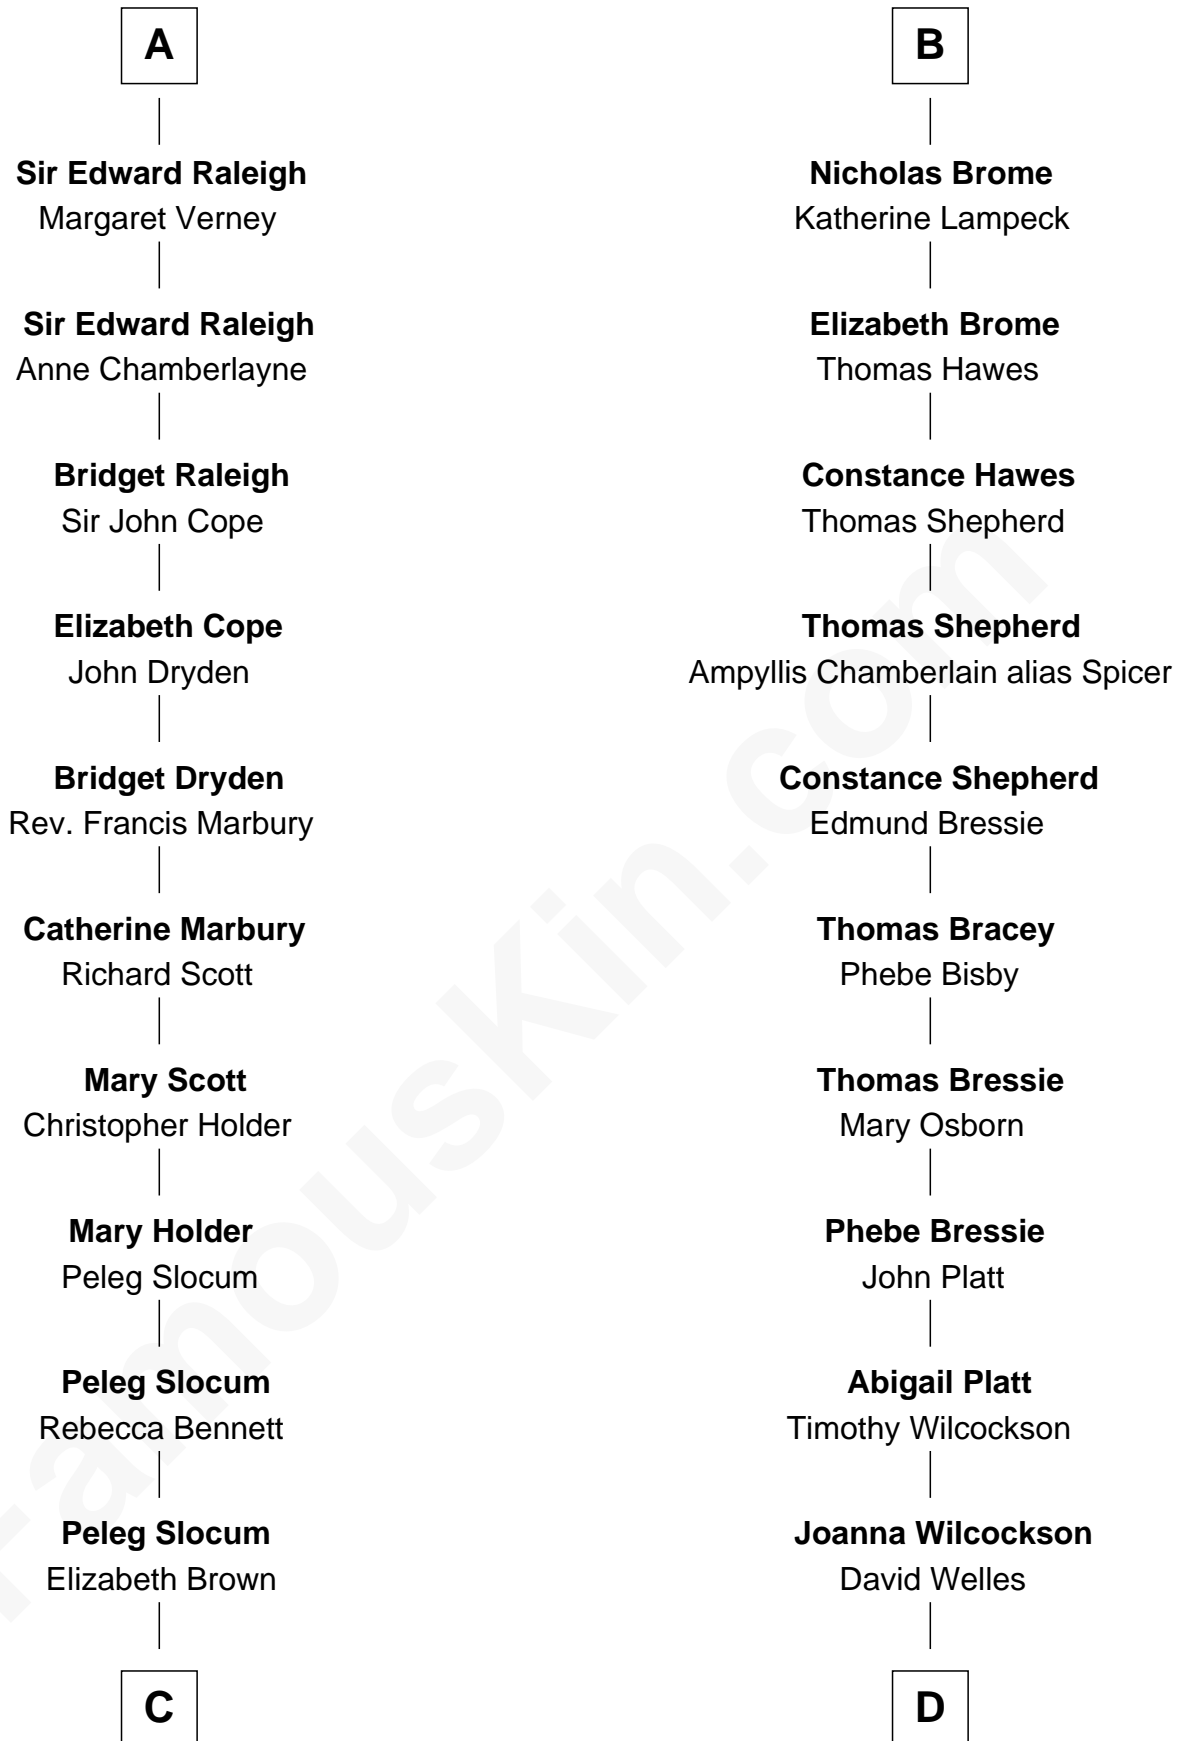 A
Sir Edward Raleigh
Margaret Verney
Sir Edward Raleigh
Anne Chamberlayne
Bridget Raleigh
Sir John Cope
Elizabeth Cope
John Dryden
Bridget Dryden
Rev. Francis Marbury
Catherine Marbury
Richard Scott
Mary Scott
Christopher Holder
Mary Holder
Peleg Slocum
Peleg Slocum
Rebecca Bennett
Peleg Slocum
Elizabeth Brown
C
B
Nicholas Brome
Katherine Lampeck
Elizabeth Brome
Thomas Hawes
Constance Hawes
Thomas Shepherd
Thomas Shepherd
Ampyllis Chamberlain alias Spicer
Constance Shepherd
Edmund Bressie
Thomas Bracey
Phebe Bisby
Thomas Bressie
Mary Osborn
Phebe Bressie
John Platt
Abigail Platt
Timothy Wilcockson
Joanna Wilcockson
David Welles
D
FamousKin.com